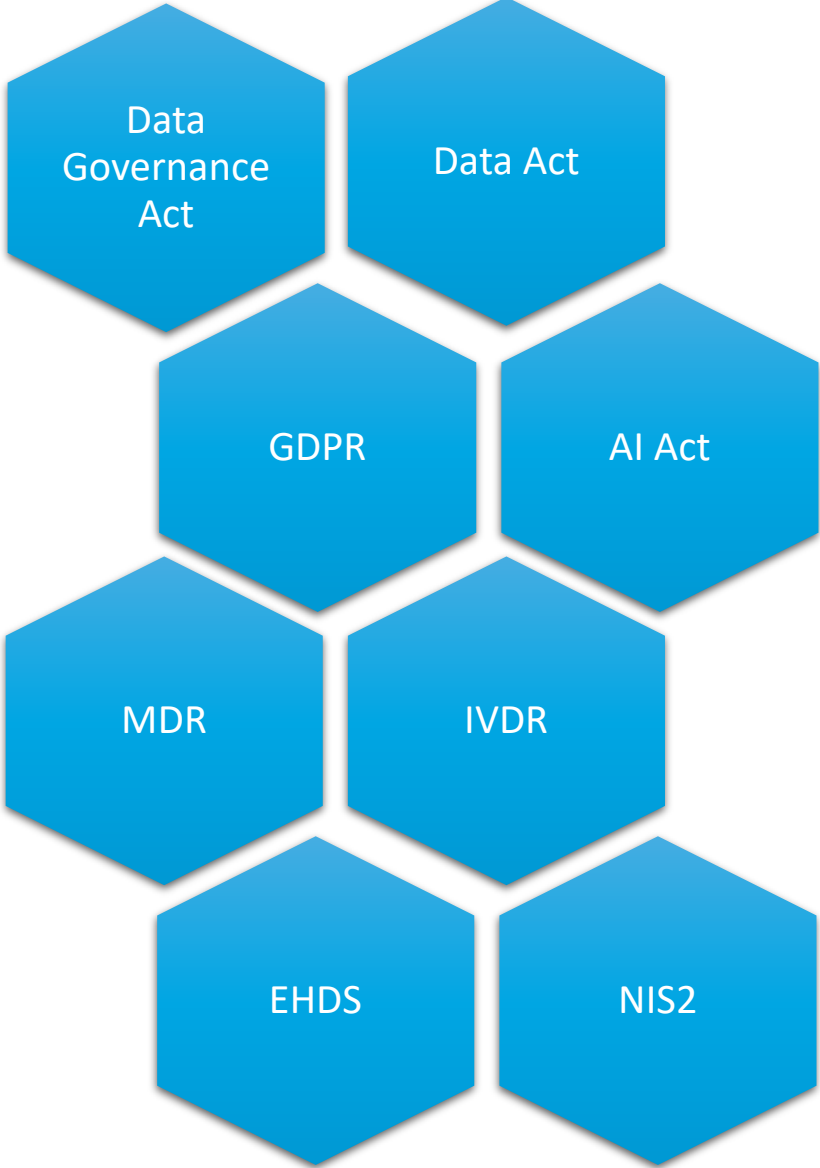 Data
Governance
Act
Data Act
GDPR
AI Act
MDR
IVDR
EHDS
NIS2